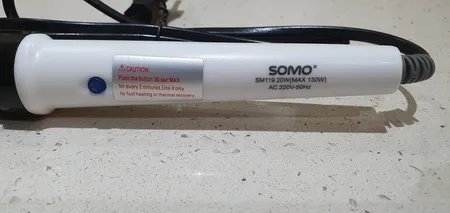 ⚠CAUTION
Push the button 30 sec MAX
for every 2 minutes.Use it only
for fast heating or thermal recovery.
SOMO®
SM119 20W(MAX 130W)
AC 220V-50Hz